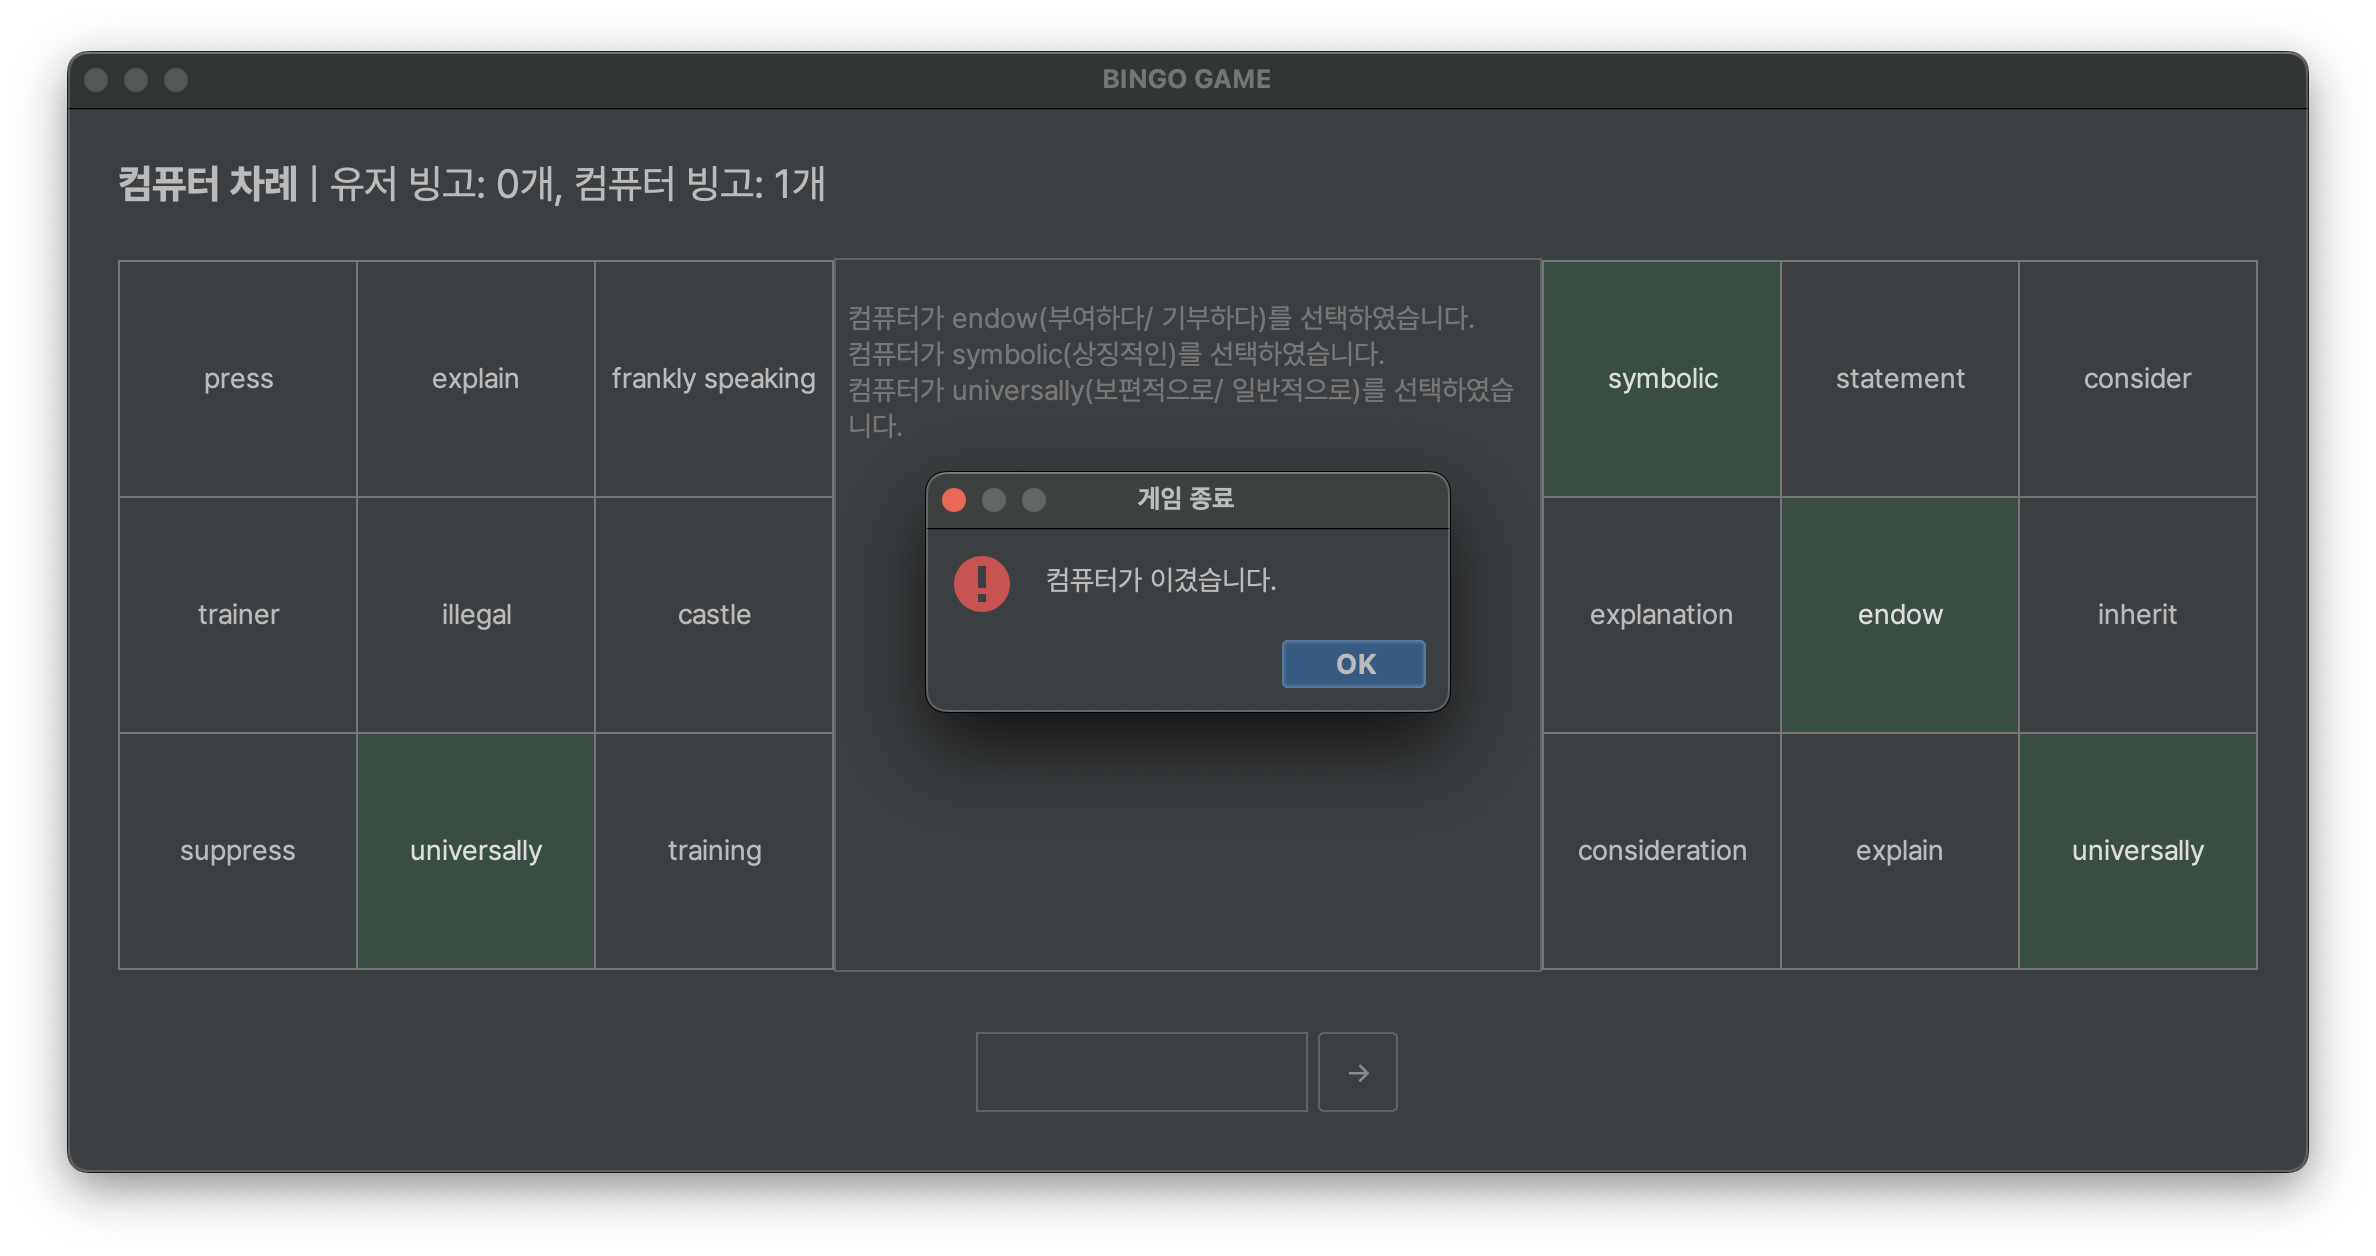 BINGO GAME
컴퓨터 차례 | 유저 빙고: 0개, 컴퓨터 빙고: 1개
press explain frankly speaking
trainer illegal castle
suppress universally training
컴퓨터가 endow(부여하다/ 기부하다)를 선택하였습니다.
컴퓨터가 symbolic(상징적인)를 선택하였습니다.
컴퓨터가 universally(보편적으로/ 일반적으로)를 선택하였습
니다.
게임 종료
컴퓨터가 이겼습니다.
OK
symbolic statement consider
explanation endow inherit
consideration explain universally
→